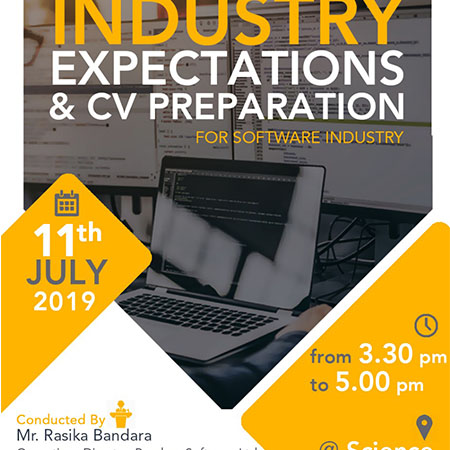 INDUSTRY
EXPECTATIONS
& CV PREPARATION
FOR SOFTWARE INDUSTRY
11th
JULY
2019
from 3.30 pm
to 5.00 pm
Conducted By
Mr. Rasika Bandara
@ Science